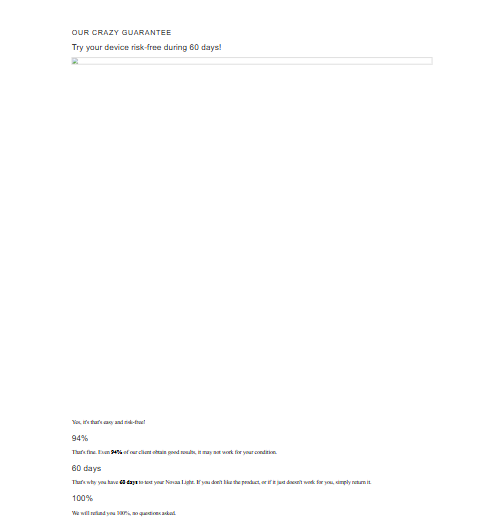 OUR CRAZY GUARANTEE
Try your device risk-free during 60 days!
Yes, it's that's easy and risk-free!
94%
That's fine. Even 94% of our client obtain good results, it may not work for your condition.
60 days
That's why you have 60 days to test your Novaa Light. If you don't like the product, or if it just doesn't work for you, simply return it.
100%
We will refund you 100%, no questions asked.